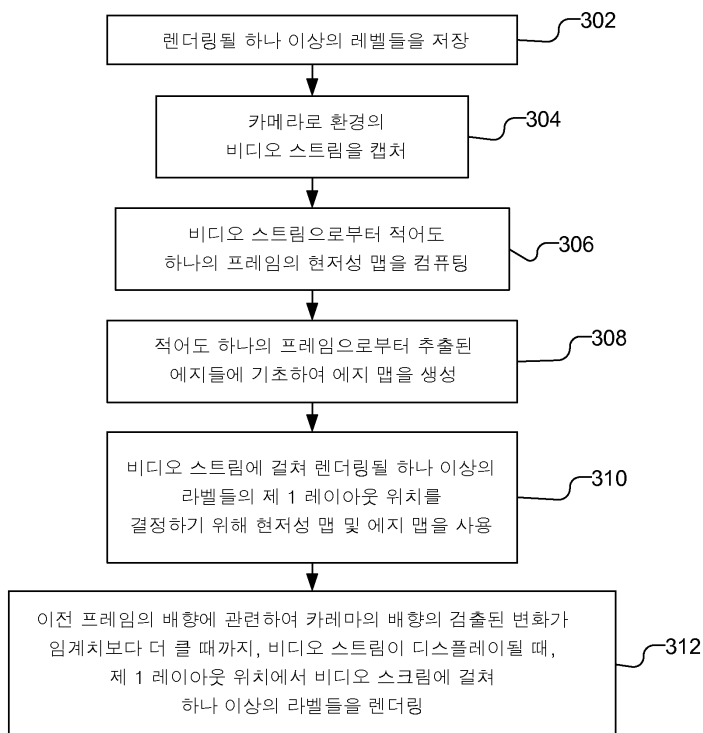 렌더링될 하나 이상의 레벨들을 저장
302
카메라로 환경의
비디오 스트림을 캡처
304
비디오 스트림으로부터 적어도
하나의 프레임의 현저성 맵을 컴퓨팅
306
적어도 하나의 프레임으로부터 추출된
에지들에 기초하여 에지 맵을 생성
308
비디오 스트림에 걸쳐 렌더링될 하나 이상의
라벨들의 제 1 레이아웃 위치를
결정하기 위해 현저성 맵 및 에지 맵을 사용
310
이전 프레임의 배향에 관련하여 카레마의 배향의 검출된 변화가
임계치보다 더 클 때까지, 비디오 스트림이 디스플레이될 때,
제 1 레이아웃 위치에서 비디오 스크림에 걸쳐
하나 이상의 라벨들을 렌더링
312